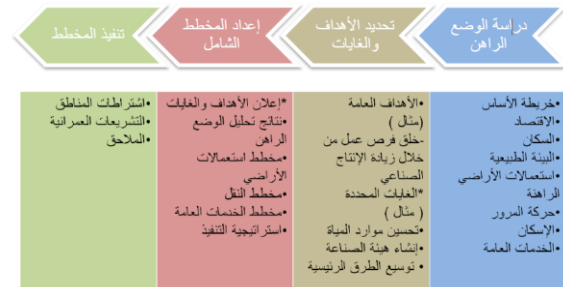 دراسة الوضع
الراهن
تحديد الأهداف
والغايات
إعداد المخطط
الشامل
تنفيذ المخطط
•خريطة الأساس
•الاقتصاد
•السكان
•البيئة الطبيعية
•استعمالات الأراضي
الراهنة
•حركة المرور
•الإسكان
•الخدمات العامة
•الأهداف العامة
(مثال )
-خلق فرص عمل من
خلال زيادة الإنتاج
الصناعي
*الغايات المحددة
( مثال )
•تحسين موارد المياة
•إنشاء هيئة الصناعة
• توسيع الطرق الرئيسية
*إعلان الأهداف والغايات
•نتائج تحليل الوضع
الراهن
•مخطط استعمالات
الأراضي
•مخطط النقل
•مخطط الخدمات العامة
•استراتيجية التنفيذ
•اشتراطات المناطق
•التشريعات العمرانية
•الملاحق